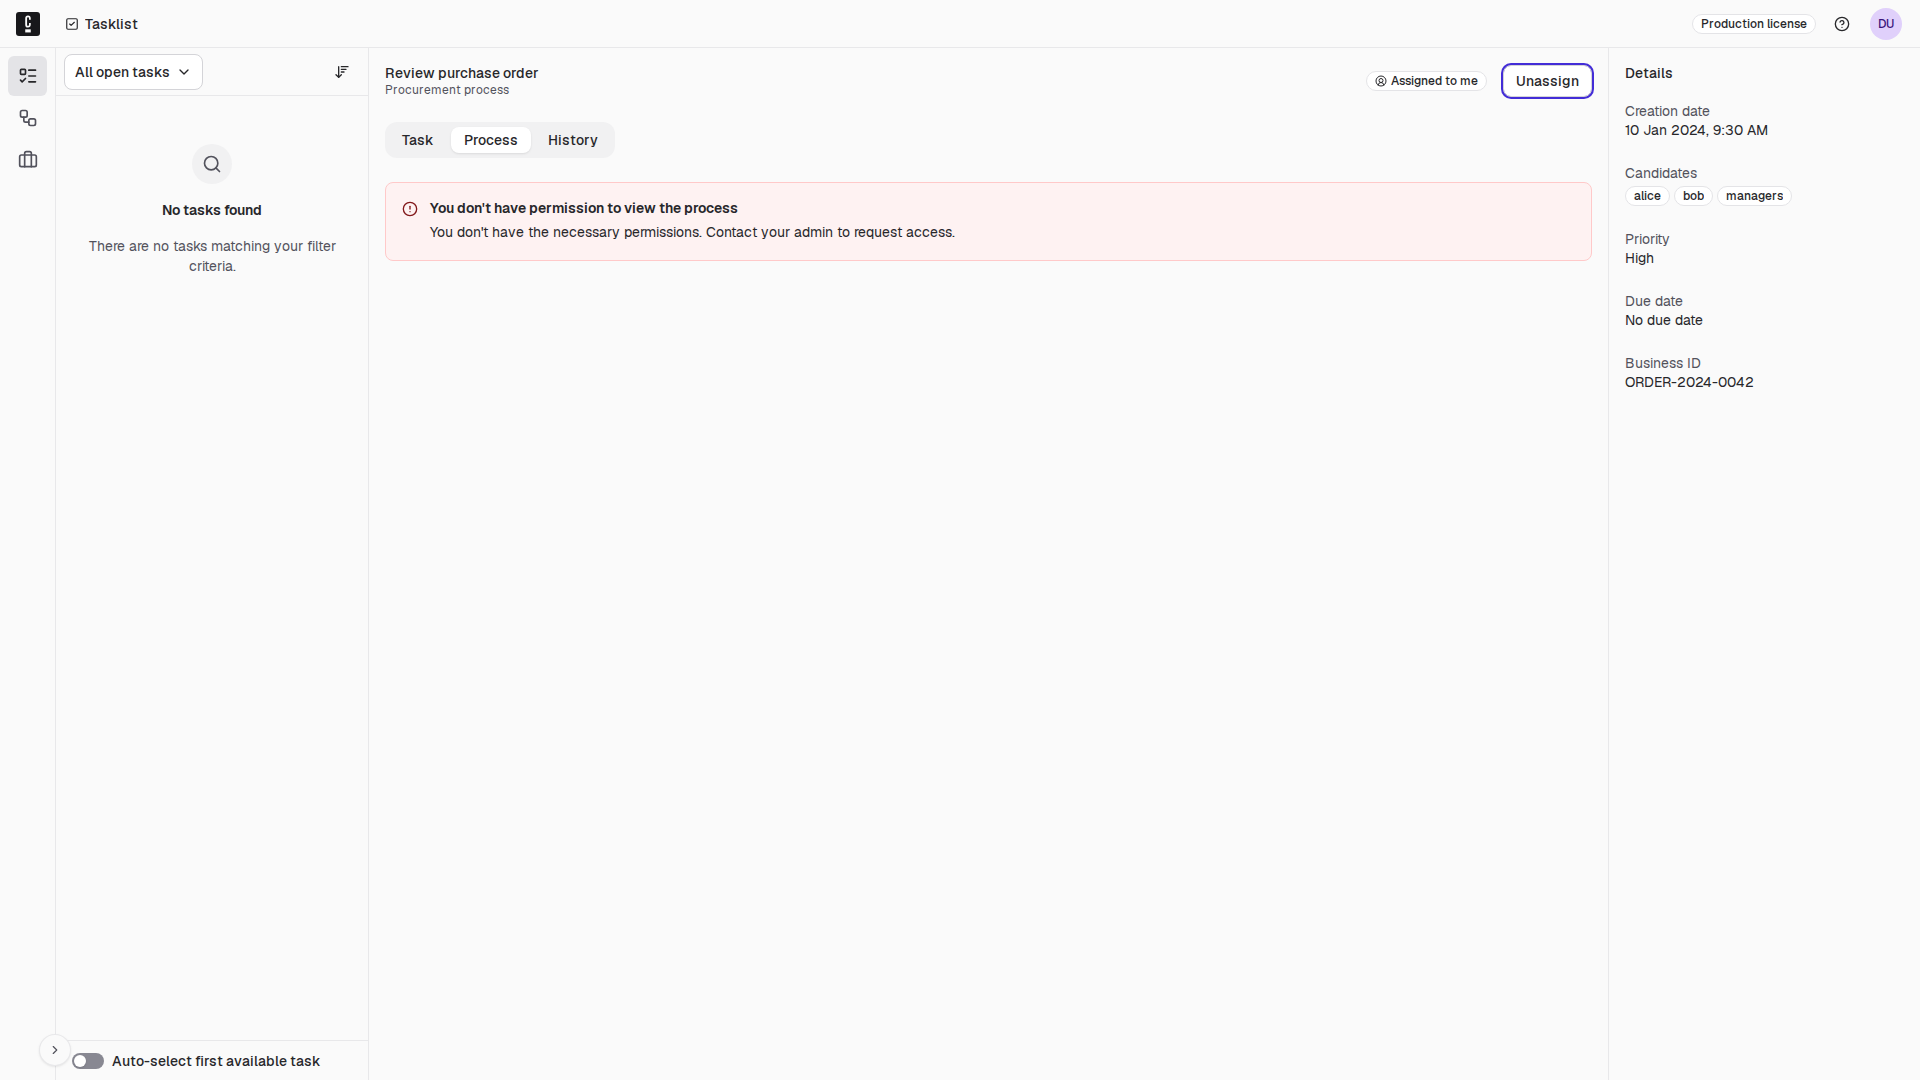 Tasklist
Production license
DU
All open tasks
No tasks found
There are no tasks matching your filter
criteria.
Auto-select first available task
Review purchase order
Procurement process
Assigned to me
Unassign
Task
Process
History
You don't have permission to view the process
You don't have the necessary permissions. Contact your admin to request access.
Details
Creation date
10 Jan 2024, 9:30 AM
Candidates
alice
bob
managers
Priority
High
Due date
No due date
Business ID
ORDER-2024-0042